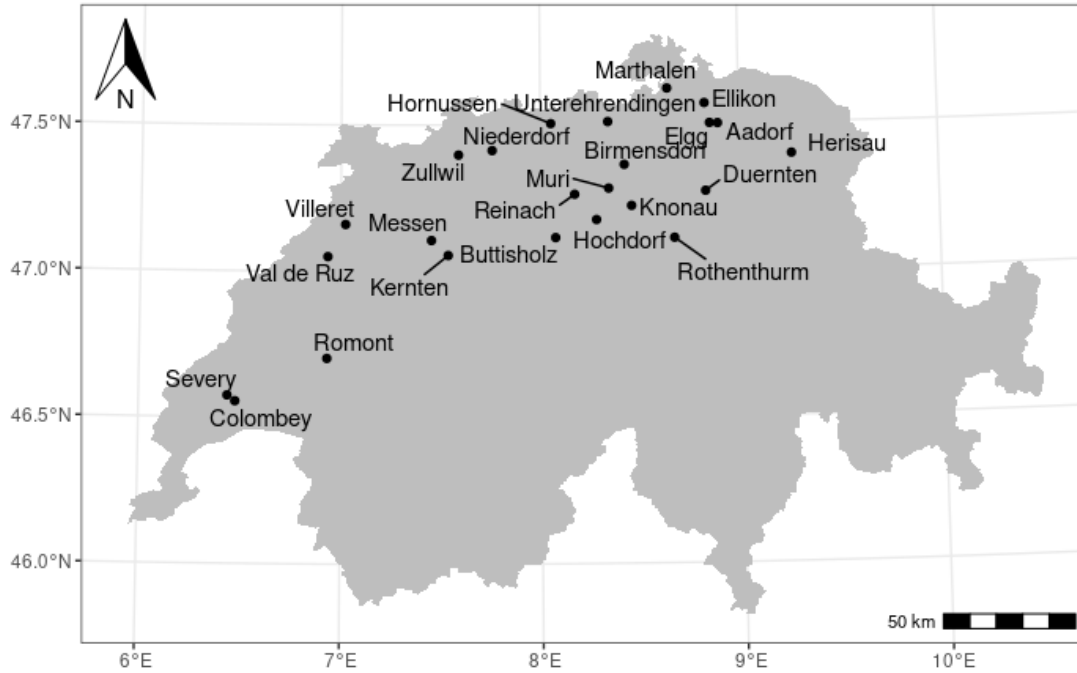 N
Marthalen
Hornussen
Unterehrendingen
Ellikon
47.5°N
Niederdorf
Elgg
Aadorf
Herisau
Birmensdorf
Zullwil
Muri
Duernten
Reinach
Knonau
Villeret
Messen
Buttisholz
Hochdorf
47.0°N
Val de Ruz
Kernten
Rothenthurm
Romont
Severy
46.5°N
Colombey
46.0°N
50 km
6°E
7°E
8°E
9°E
10°E